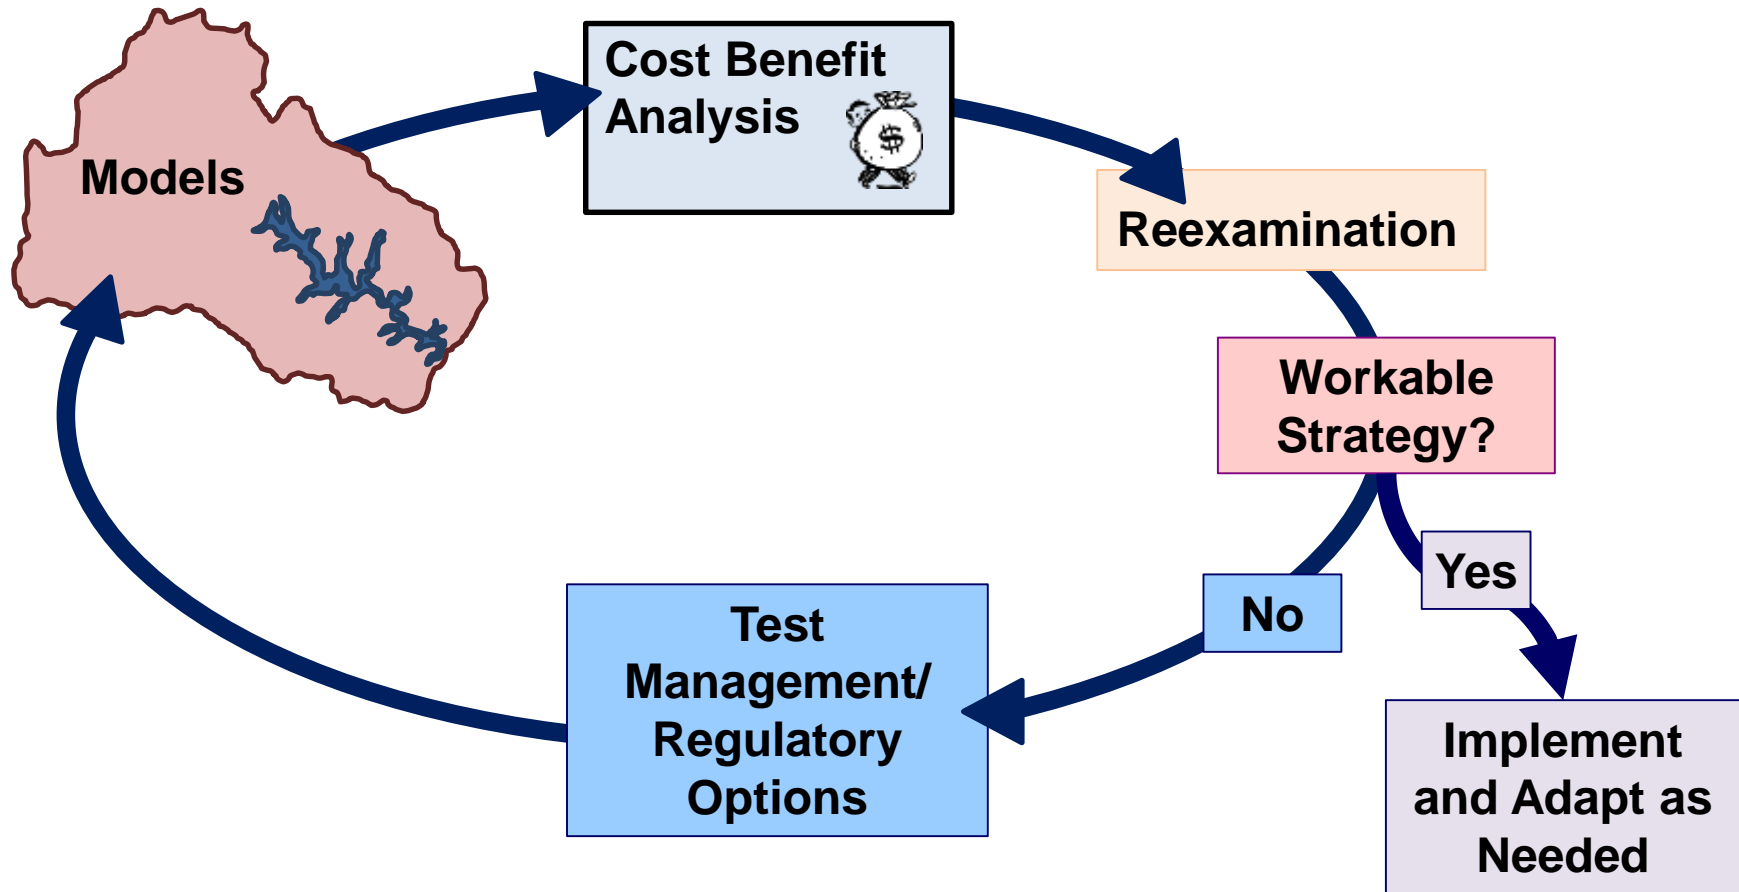 Models
Cost Benefit
Analysis
$
Reexamination
Workable
Strategy?
Yes
No
Test
Management/
Regulatory
Options
Implement
and Adapt as
Needed